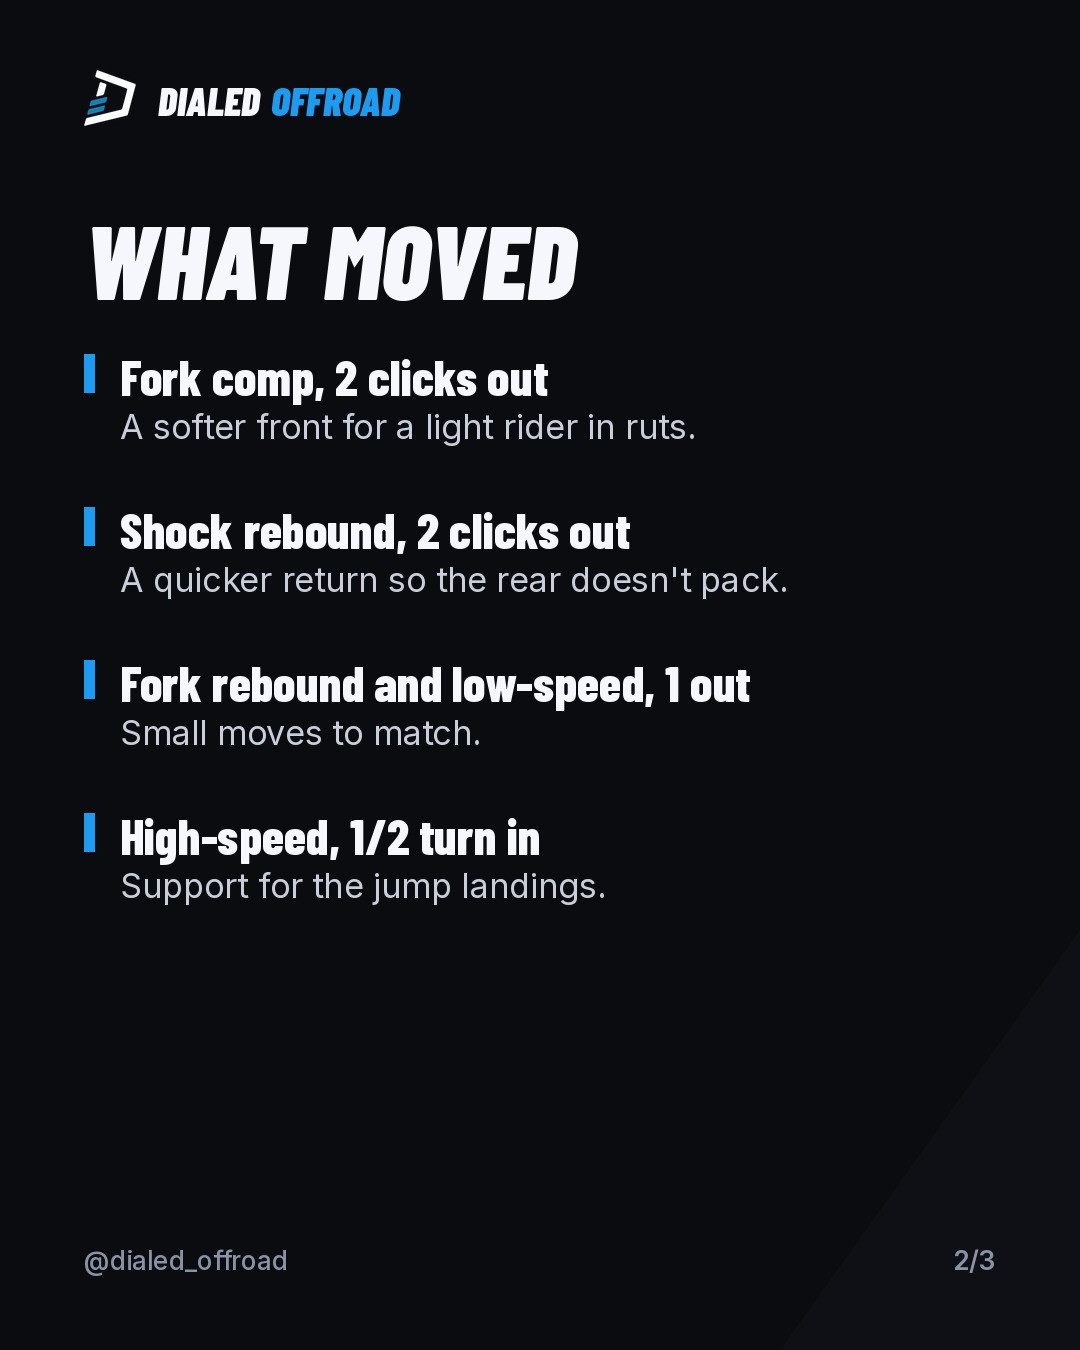 DIALED OFFROAD
WHAT MOVED
Fork comp, 2 clicks out
A softer front for a light rider in ruts.
Shock rebound, 2 clicks out
A quicker return so the rear doesn't pack.
Fork rebound and low-speed, 1 out
Small moves to match.
High-speed, 1/2 turn in
Support for the jump landings.
@dialed_offroad
2/3